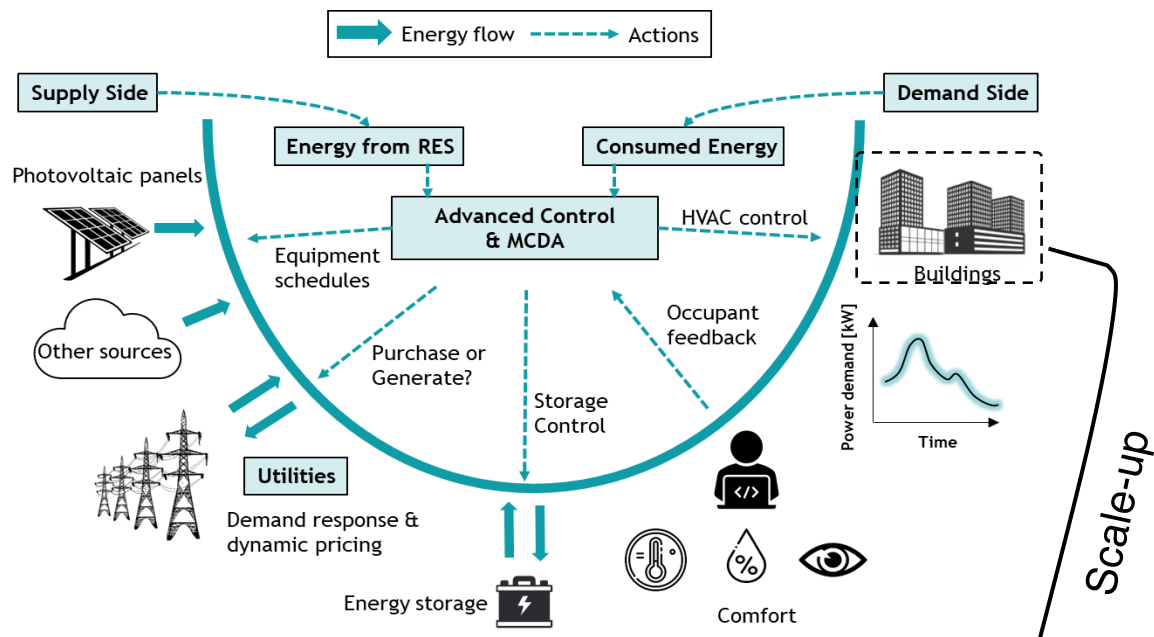 Energy flow
Actions
Supply Side
Demand Side
Energy from RES
Consumed Energy
Photovoltaic panels
Advanced Control
& MCDA
HVAC control
Equipment
schedules
Buildings
Other sources
Purchase or
Generate?
Occupant
feedback
Storage
Control
Power demand [kW]
Time
Utilities
Demand response &
dynamic pricing
</>
=
°
%
Energy storage
Comfort
Scale-up